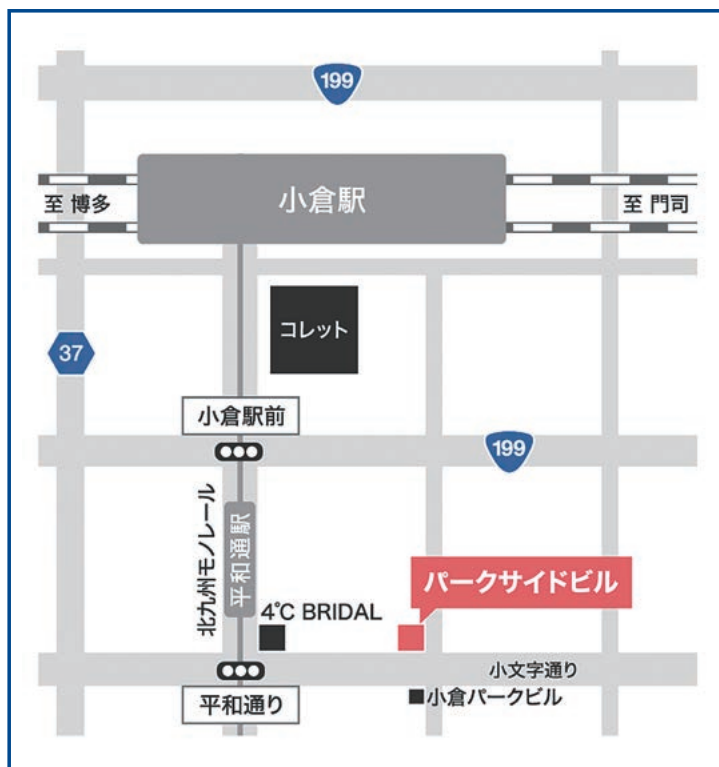 199
小倉駅
至 博多
至 門司
コレット
37
小倉駅前
199
北九州モノレール
平和通駅
パークサイドビル
4℃ BRIDAL
小文字通り
平和通り
■小倉パークビル